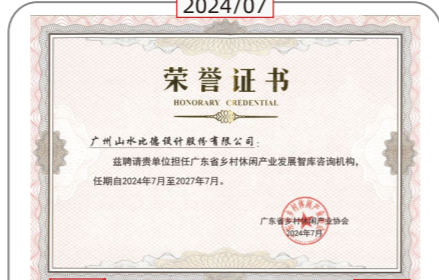 2024/07
荣誉证书
HONORARY CREDENTIAL
广州山水比德设计股份有限公司：
兹聘请贵单位担任广东省乡村休闲产业发展智库咨询机构，
任期自2024年7月至2027年7月。
广东省乡村休闲产业协会
2024年7月